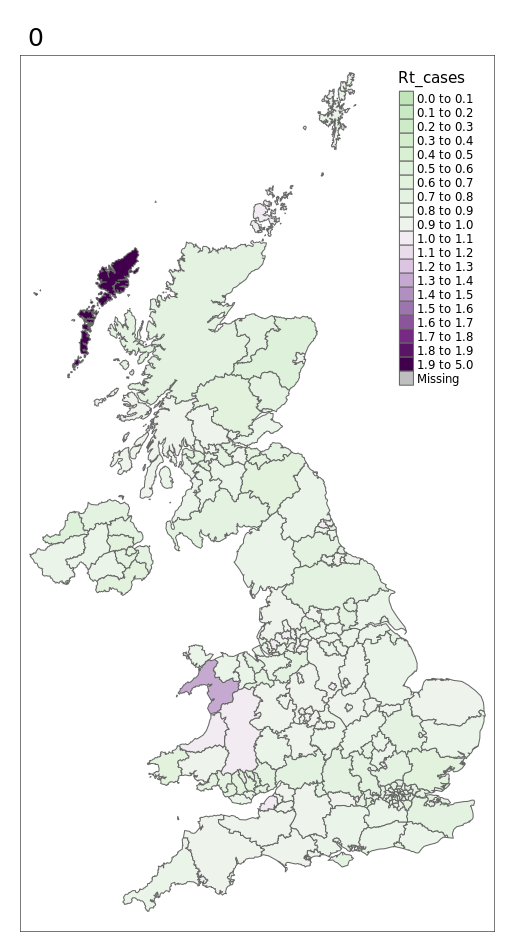 0
Rt_cases
0.0 to 0.1
0.1 to 0.2
0.2 to 0.3
0.3 to 0.4
0.4 to 0.5
0.5 to 0.6
0.6 to 0.7
0.7 to 0.8
0.8 to 0.9
0.9 to 1.0
1.0 to 1.1
1.1 to 1.2
1.2 to 1.3
1.3 to 1.4
1.4 to 1.5
1.5 to 1.6
1.6 to 1.7
1.7 to 1.8
1.8 to 1.9
1.9 to 5.0
Missing